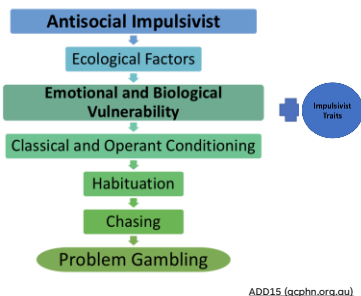 Antisocial Impulsivist
Ecological Factors
Emotional and Biological
Vulnerability
Impulsivist
Traits
Classical and Operant Conditioning
Habituation
Chasing
Problem Gambling
ADD15 (gcphn.org.au)